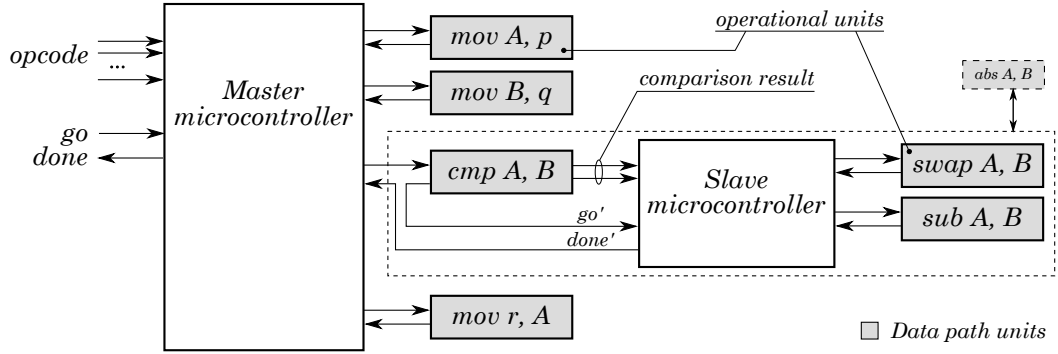 opcode
...
go
done
Master
microcontroller
mov A, p
mov B, q
cmp A, B
mov r, A
operational units
comparison result
go'
done'
Slave
microcontroller
abs A, B
swap A, B
sub A, B
Data path units